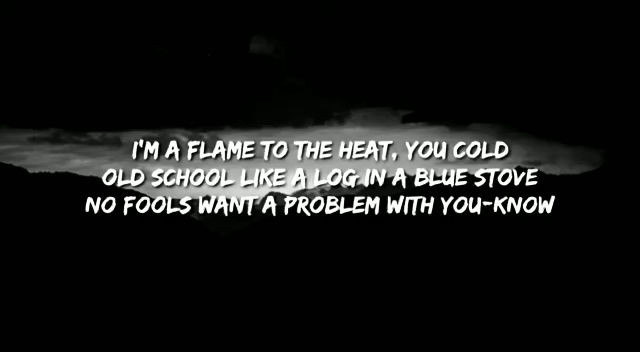 I'M A FLAME TO THE HEAT, YOU COLD
OLD SCHOOL LIKE A LOG IN A BLUE STOVE
NO FOOLS WANT A PROBLEM WITH YOU-KNOW